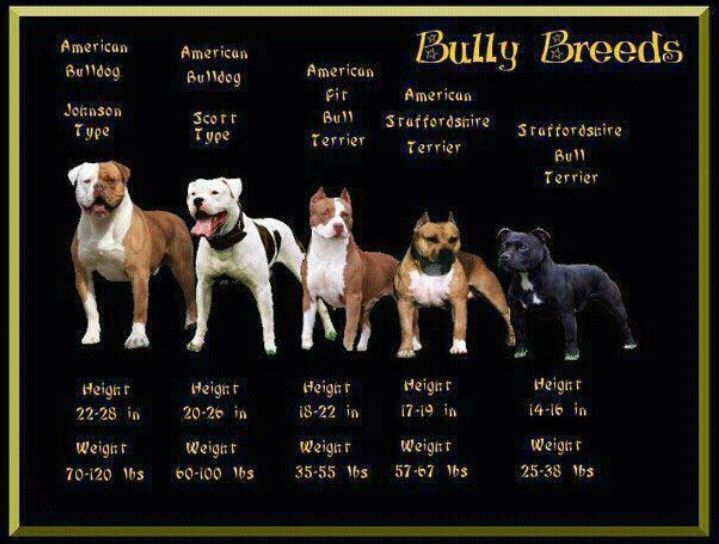 Bully Breeds
American
Bulldog
Johnson
Type
American
Bulldog
Scott
Type
American
Pit
Bull
Terrier
American
Staffordshire
Terrier
Staffordshire
Bull
Terrier
Height
22-28 in
Weight
70-120 lbs
Height
20-26 in
Weight
60-100 lbs
Height
18-22 in
Weight
35-55 lbs
Height
17-19 in
Weight
57-67 lbs
Height
14-16 in
Weight
25-38 lbs